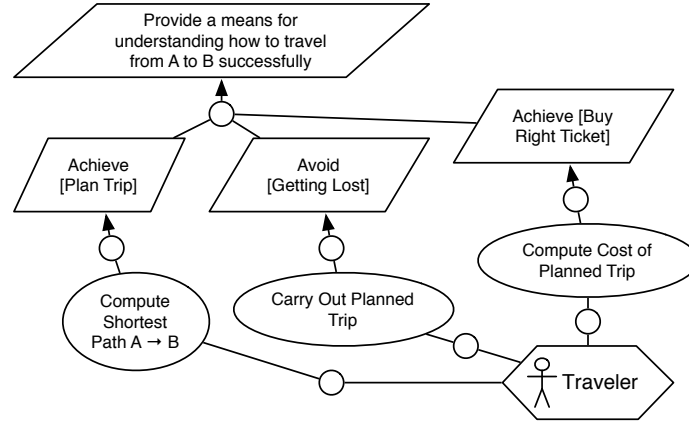 Provide a means for
understanding how to travel
from A to B successfully
Achieve [Buy
Right Ticket]
Achieve
[Plan Trip]
Avoid
[Getting Lost]
Compute Cost of
Planned Trip
Compute
Shortest
Path A → B
Carry Out Planned
Trip
Traveler